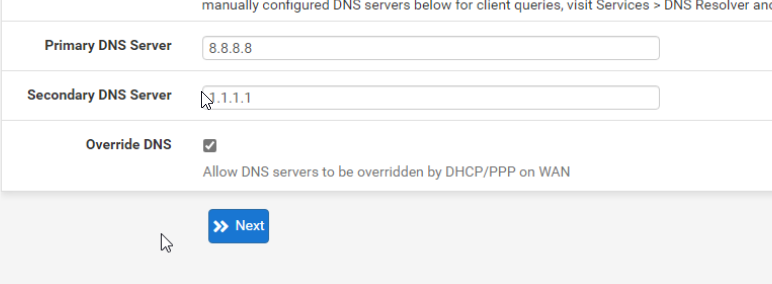 manually configured DNS servers below for client queries, visit Services > DNS Resolver and
Primary DNS Server
8.8.8.8
Secondary DNS Server
1.1.1.1
Override DNS
Allow DNS servers to be overridden by DHCP/PPP on WAN
Next